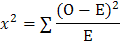 x² = ∑ (O − E)² / E